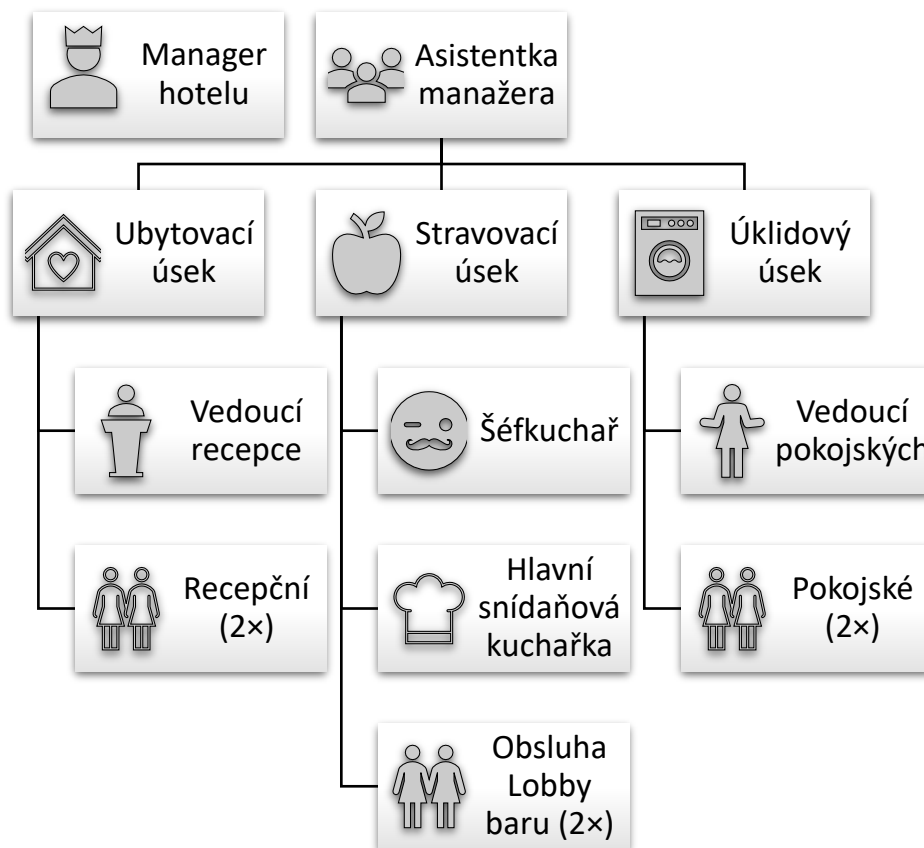 Manager
hotelu
Asistentka
manažera
Ubytovací
úsek
Stravovací
úsek
Úklidový
úsek
Vedoucí
recepce
Šéfkuchař
Vedoucí
pokojských
Recepční
(2×)
Hlavní
snídaňová
kuchařka
Pokojské
(2×)
Obsluha
Lobby
baru (2×)